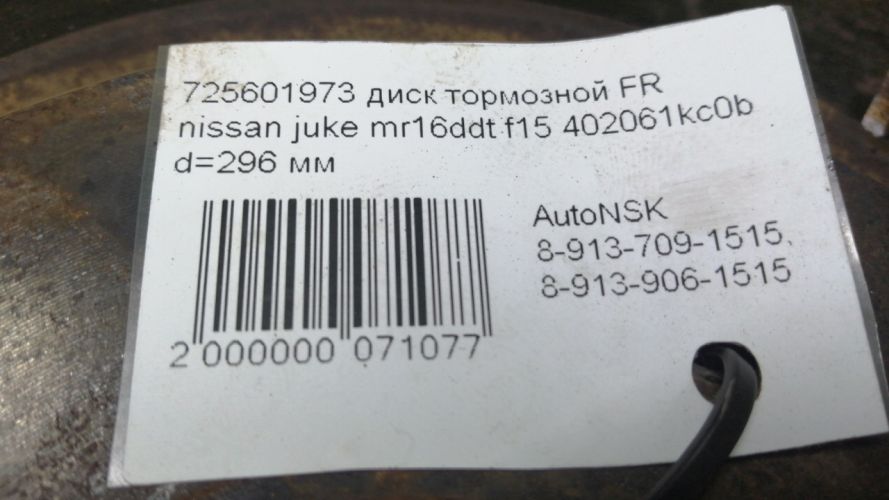 725601973 диск тормозной FR
nissan juke mr16ddt f15 402061kc0b
d=296 мм
AutoNSK
8-913-709-1515,
8-913-906-1515
2 000000 071077